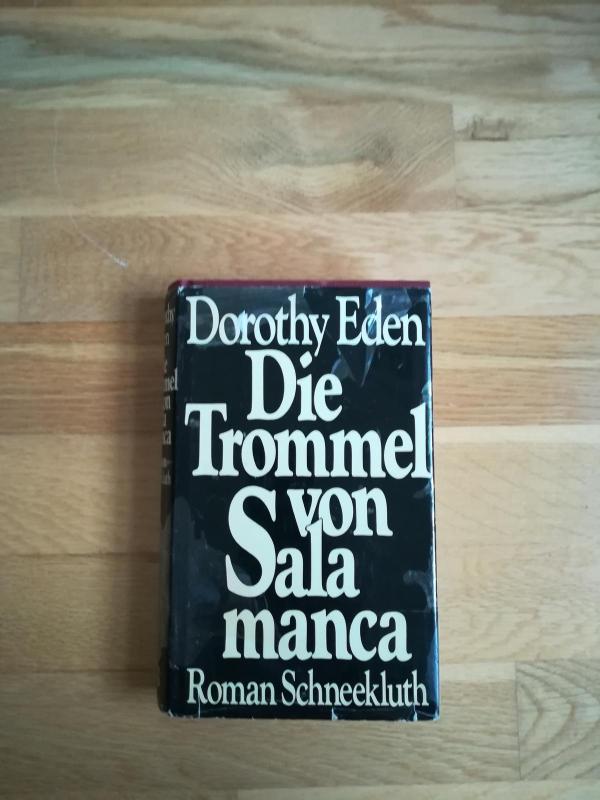 Dorothy Eden
Die
Trommel
von
Sala
manca
Roman Schneekluth